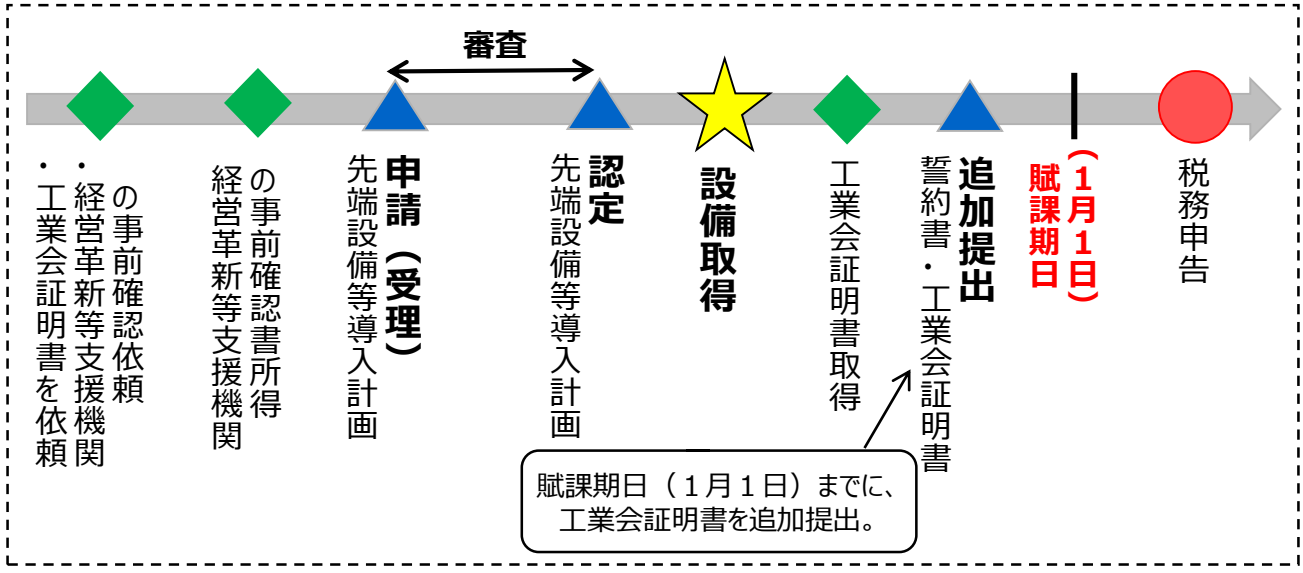 審査
・工業会証明書を依頼
・経営革新等支援機関
の事前確認依頼
経営革新等支援機関
の事前確認書所得
先端設備等導入計画
申請（受理）
先端設備等導入計画
認定
設備取得
工業会証明書取得
誓約書・工業会証明書
追加提出
賦課期日
（１月１日）
税務申告
賦課期日（１月１日）までに、
工業会証明書を追加提出。